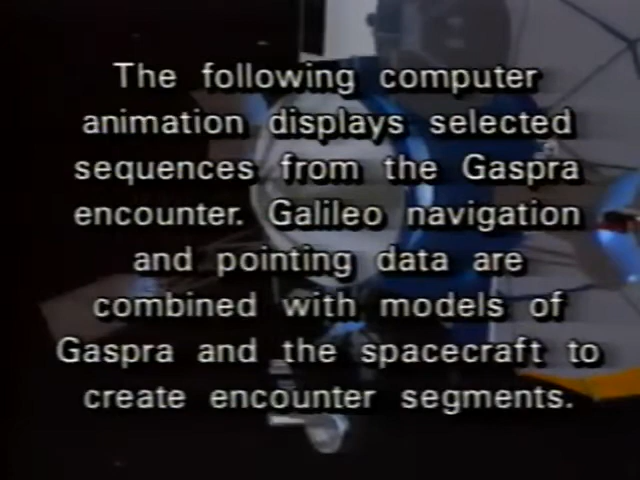 The following computer
animation displays selected
sequences from the Gaspra
encounter. Galileo navigation
and pointing data are
combined with models of
Gaspra and the spacecraft to
create encounter segments.